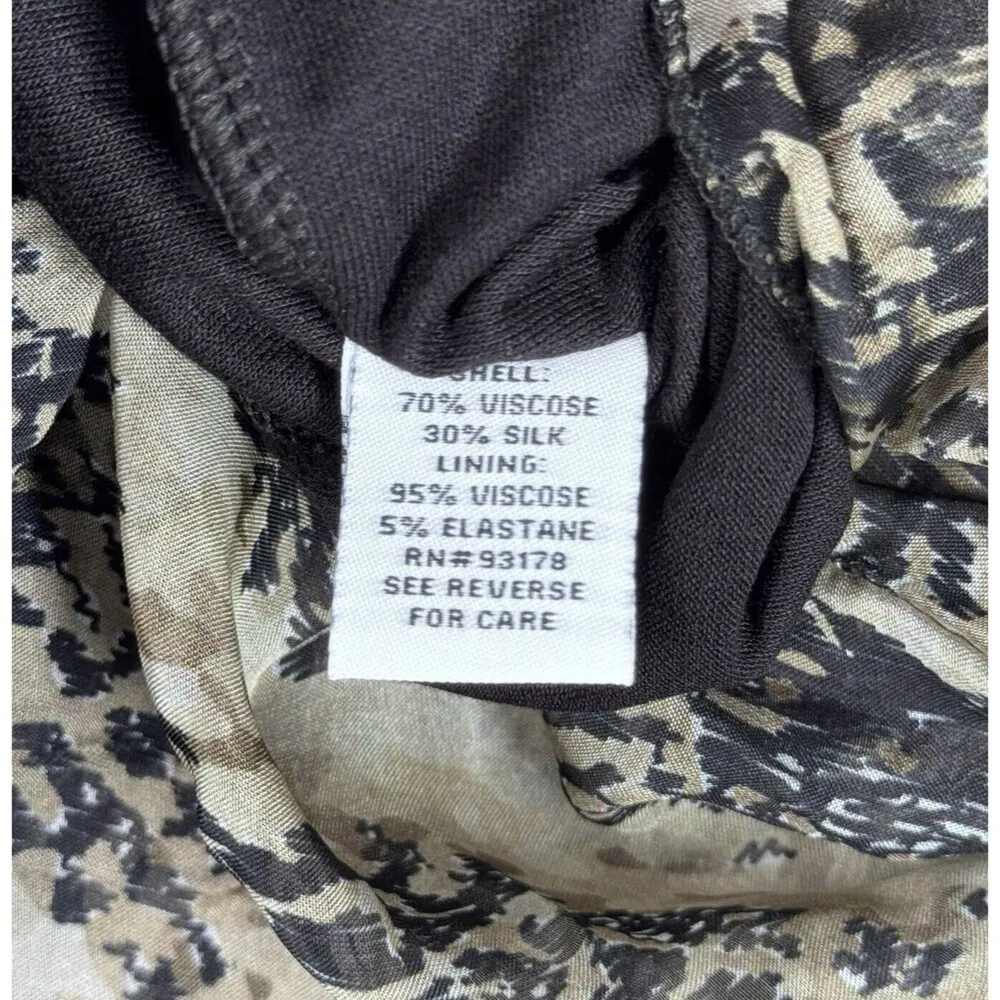 SHELL:
70% VISCOSE
30% SILK
LINING:
95% VISCOSE
5% ELASTANE
RN#93178
SEE REVERSE
FOR CARE